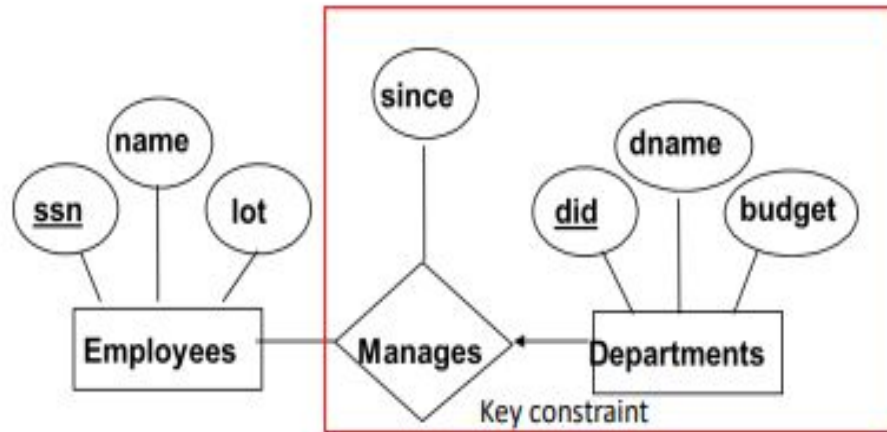 since
name
dname
ssn
lot
did
budget
Employees
Manages
Departments
Key constraint